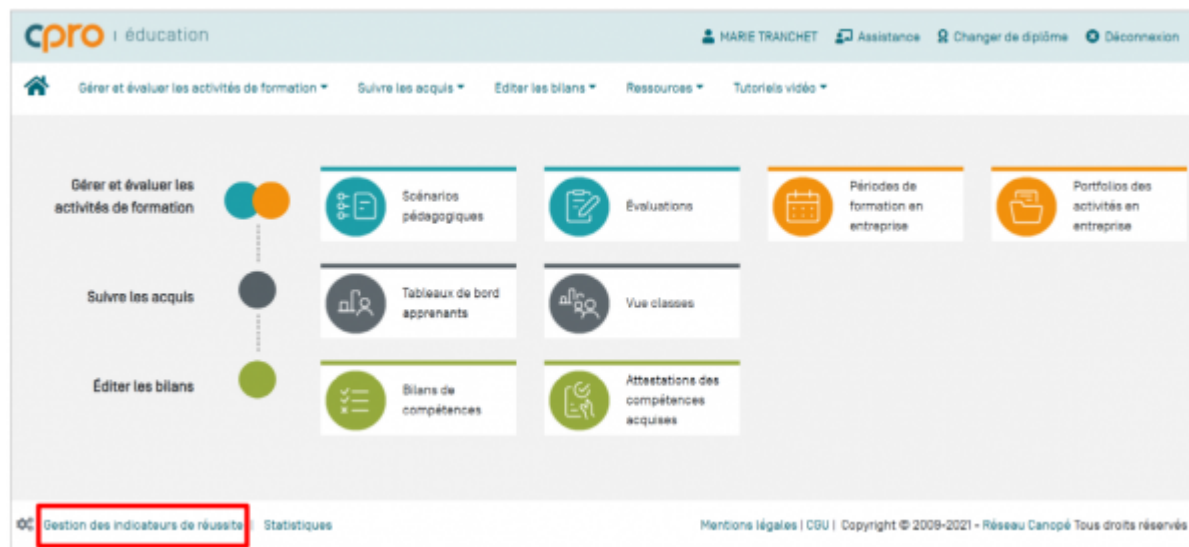 cpro | éducation
MARIE TRANCHET Assistance Changer de diplôme Déconnexion
Gérer et évaluer les activités de formation Suivre les acquis Editer les bilans Ressources Tutoriels vidéo
Gérer et évaluer les
activités de formation
Scénarios
pédagogiques
Évaluations
Périodes de
formation en
entreprise
Portfolios des
activités en
entreprise
Suivre les acquis
Tableaux de bord
apprenants
Vue classes
Éditer les bilans
Bilans de
compétences
Attestations des
compétences
acquises
Gestion des indicateurs de réussite | Statistiques
Mentions légales | CGU | Copyright © 2009-2021 - Réseau Canopé Tous droits réservés